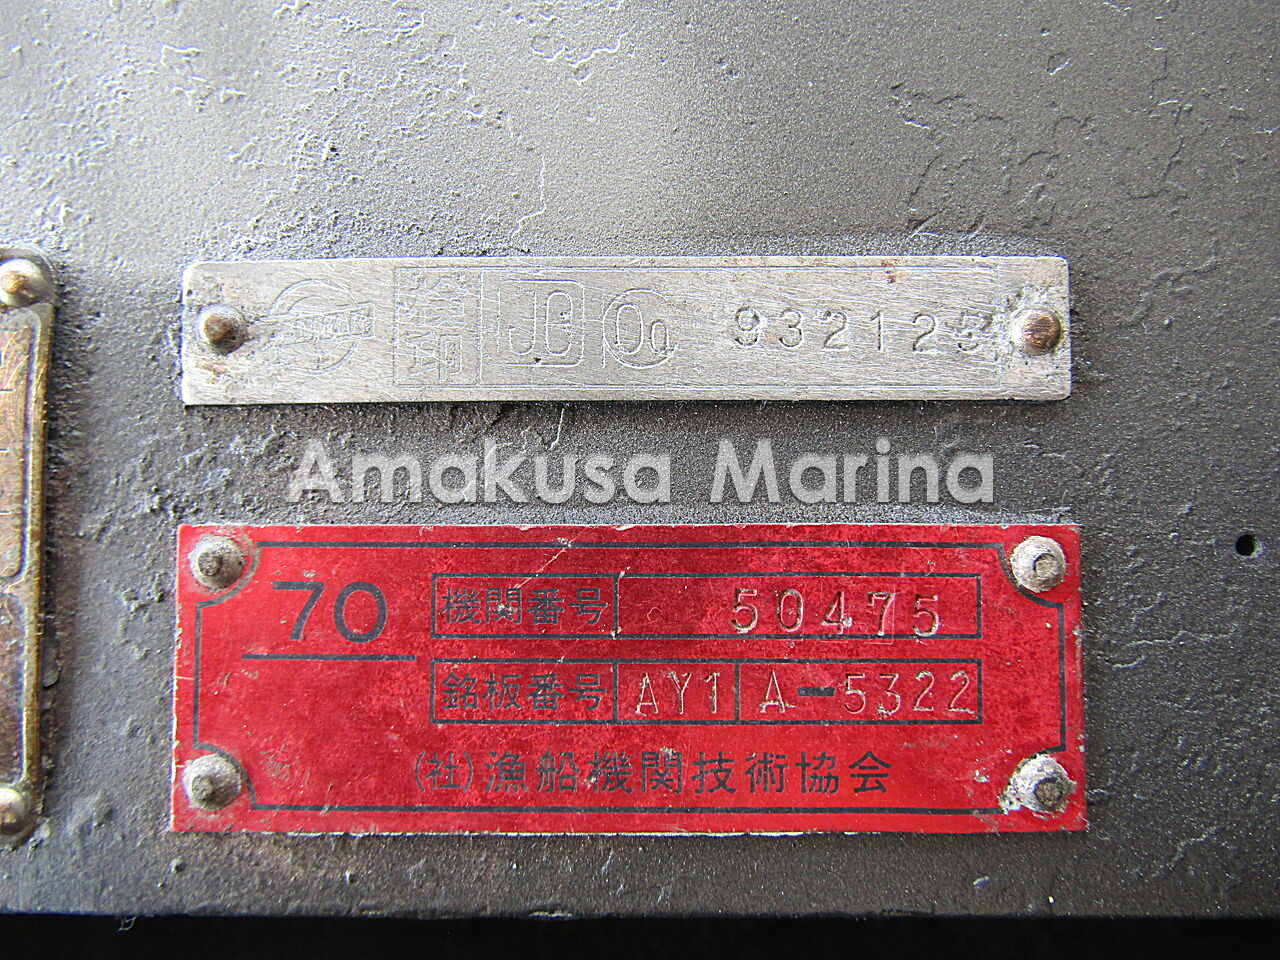 JG 932123
Amakusa Marina
70
機関番号 50475
銘板番号 AY1 A-5322
(社)漁船機関技術協会